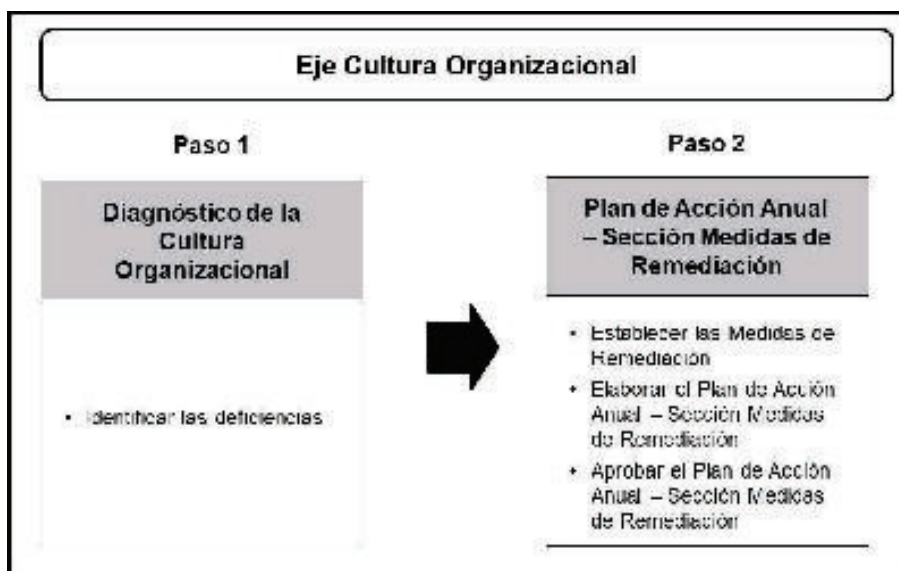 Eje Cultura Organizacional
Paso 1
Diagnóstico de la
Cultura
Organizacional
• Identificar las deficiencias
Paso 2
Plan de Acción Anual
– Sección Medidas de
Remediación
• Establecer las Medidas de
Remediación
• Elaborar el Plan de Acción
Anual – Sección Medidas
de Remediación
• Aprobar el Plan de Acción
Anual – Sección Medidas
de Remediación